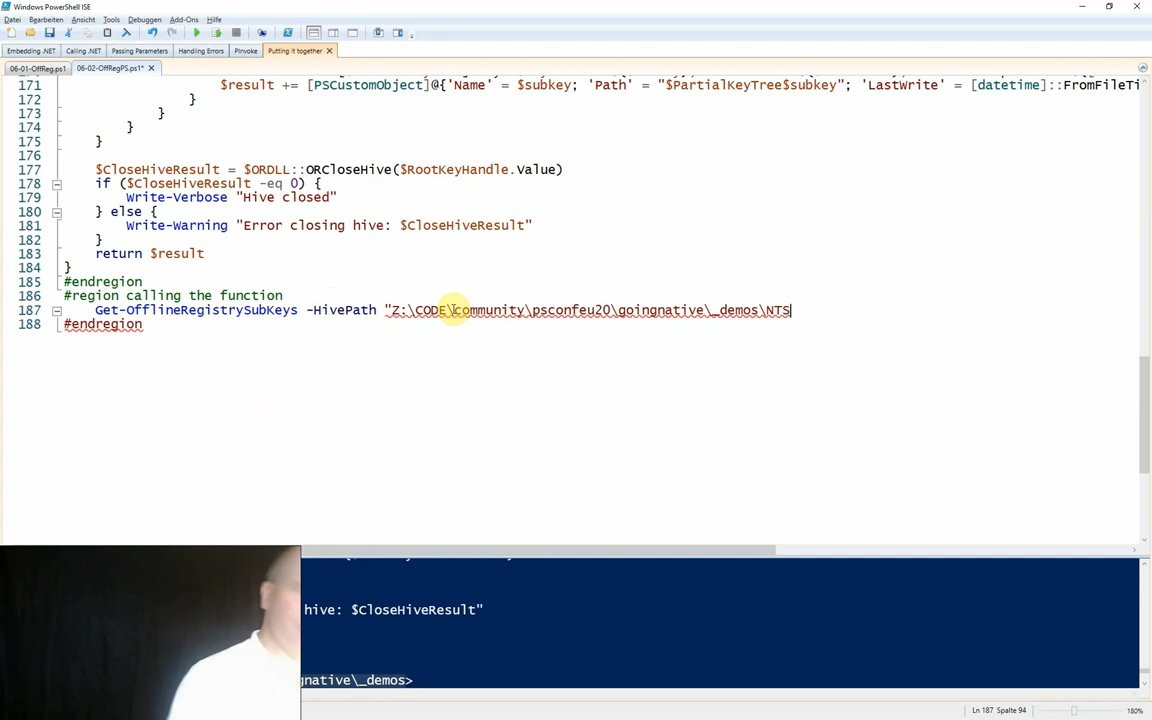 Windows PowerShell ISE
Datei Bearbeiten Ansicht Tools Debuggen Add-Ons Hilfe
Embedding .NET Calling .NET Passing Parameters Handling Errors PInvoke Putting it together
06-01-OffReg.ps1 06-02-OffRegPS.ps1*
171 $result += [PSCustomObject]@{'Name' = $subkey; 'Path' = "$PartialKeyTree$subkey"; 'LastWrite' = [datetime]::FromFileTi
172 }
173 }
174 }
175 }
176
177 $CloseHiveResult = $ORDLL::ORCloseHive($RootKeyHandle.Value)
178 if ($CloseHiveResult -eq 0) {
179 Write-Verbose "Hive closed"
180 } else {
181 Write-Warning "Error closing hive: $CloseHiveResult"
182 }
183 return $result
184 }
185 #endregion
186 #region calling the function
187 Get-OfflineRegistrySubKeys -HivePath "Z:\CODE\community\psconfeu20\goingnative\_demos\NTS
188 #endregion
hive: $CloseHiveResult"
gnative\_demos>
Ln 187 Spalte 94 180%